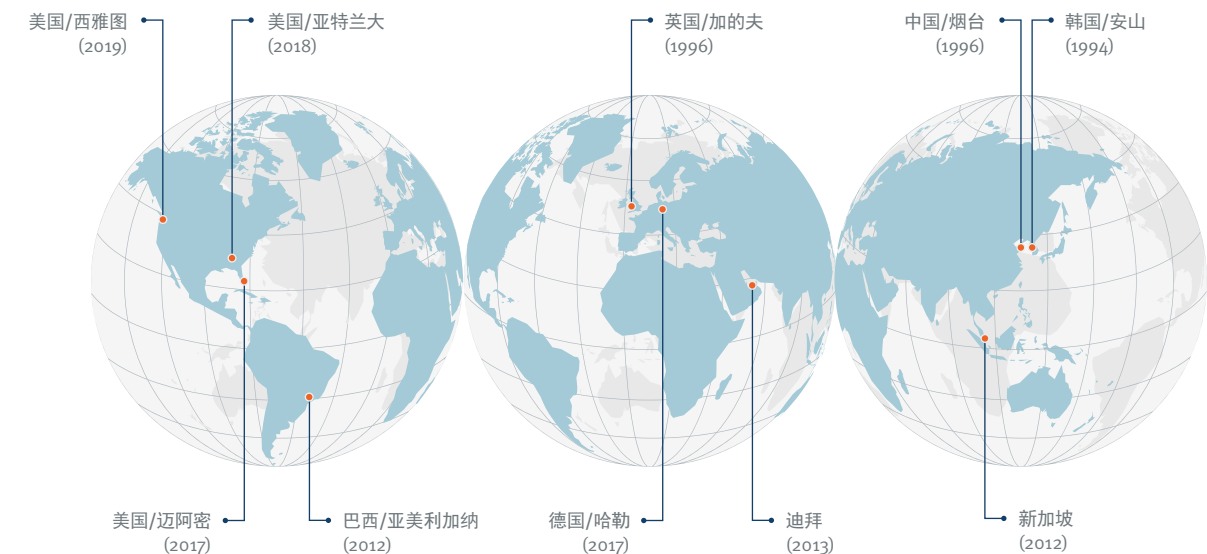 美国/西雅图
(2019)
美国/亚特兰大
(2018)
英国/加的夫
(1996)
中国/烟台
(1996)
韩国/安山
(1994)
美国/迈阿密
(2017)
巴西/亚美利加纳
(2012)
德国/哈勒
(2017)
迪拜
(2013)
新加坡
(2012)